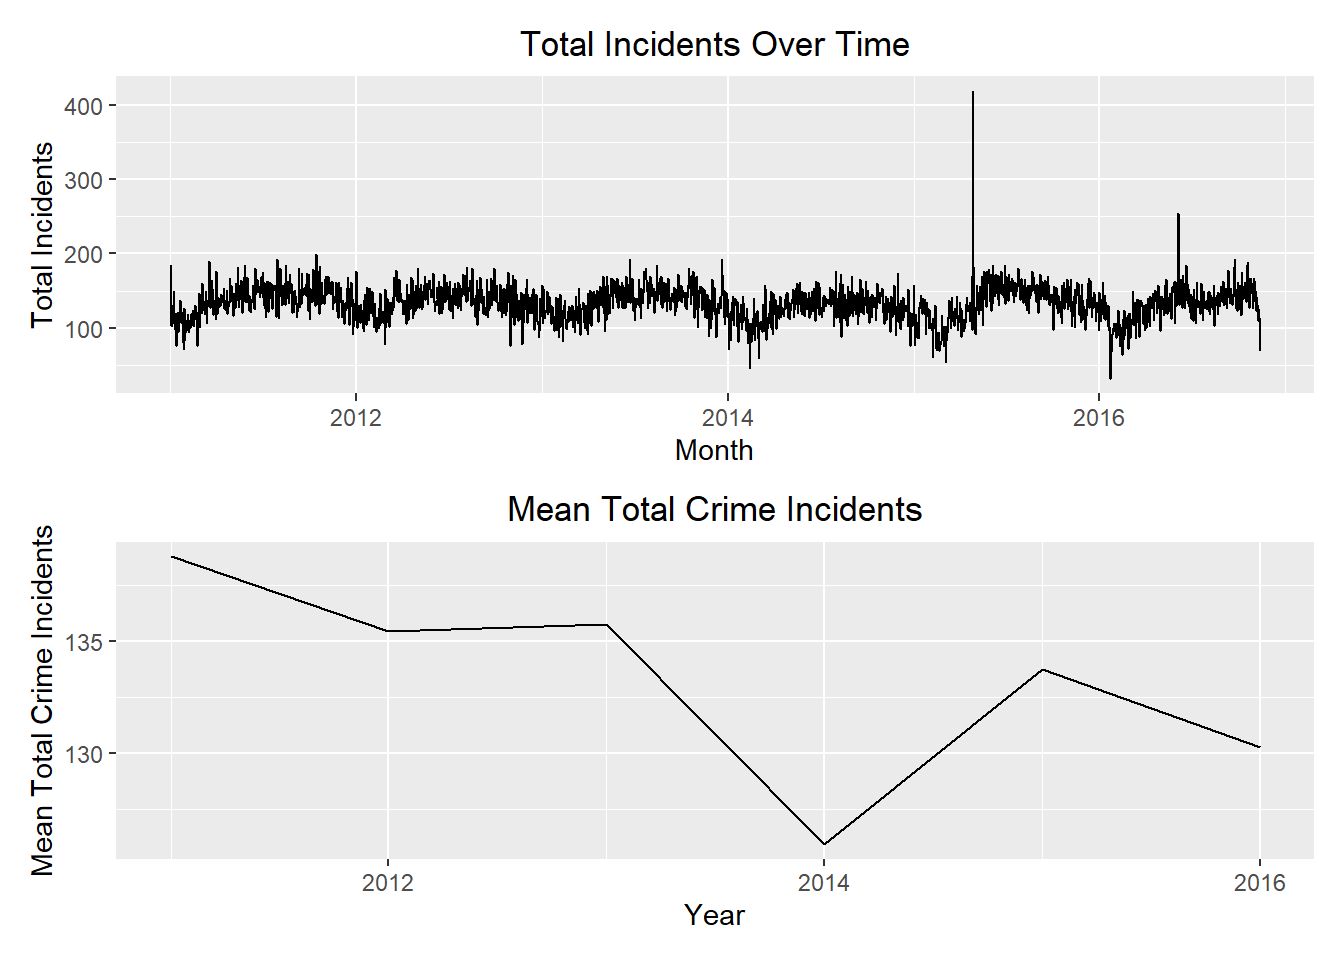 Total Incidents Over Time
Total Incidents
400
300
200
100
2012 2014 2016
Month
Mean Total Crime Incidents
Mean Total Crime Incidents
135
130
2012 2014 2016
Year